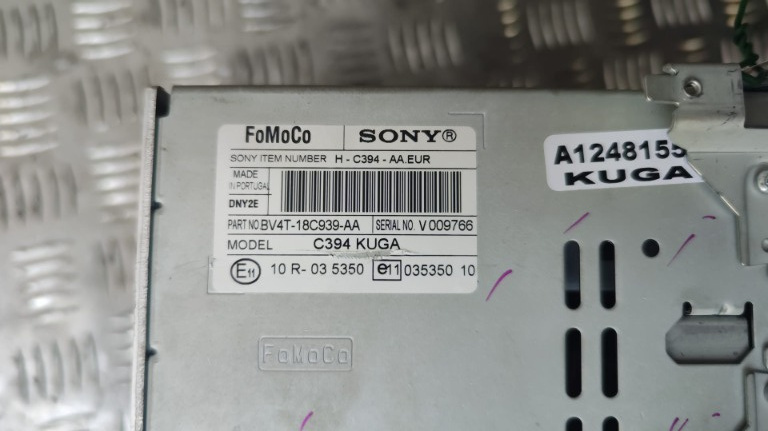 FoMoCo SONY®
SONY ITEM NUMBER H - C394 - AA.EUR
MADE
IN PORTUGAL
DNY2E
PART NO. BV4T-18C939-AA SERIAL NO. V 009766
MODEL C394 KUGA
E11 10 R- 03 5350 e11 035350 10
A1248155
KUGA
FoMoCo